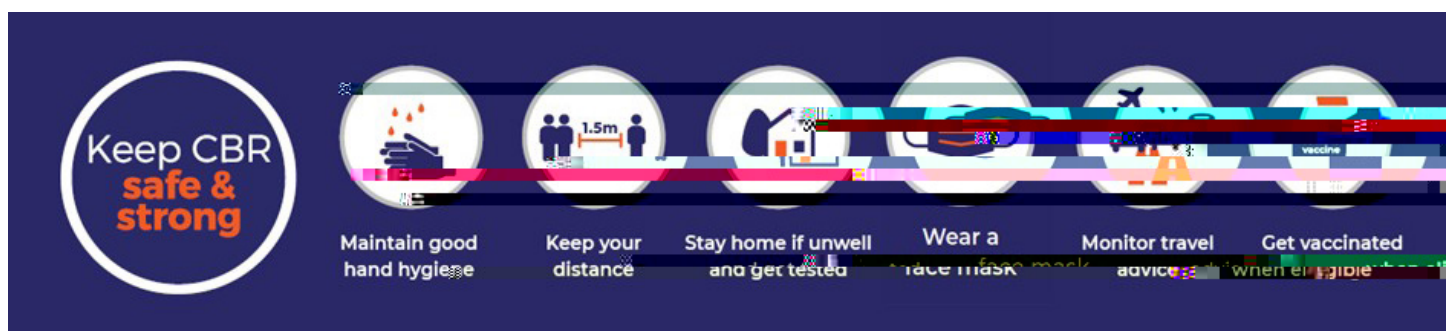 Keep CBR
safe &
strong
1.5m
vaccine
Maintain good
hand hygiene
Keep your
distance
Stay home if unwell
and get tested
Wear a
face mask
Monitor travel
advice
Get vaccinated
when eligible